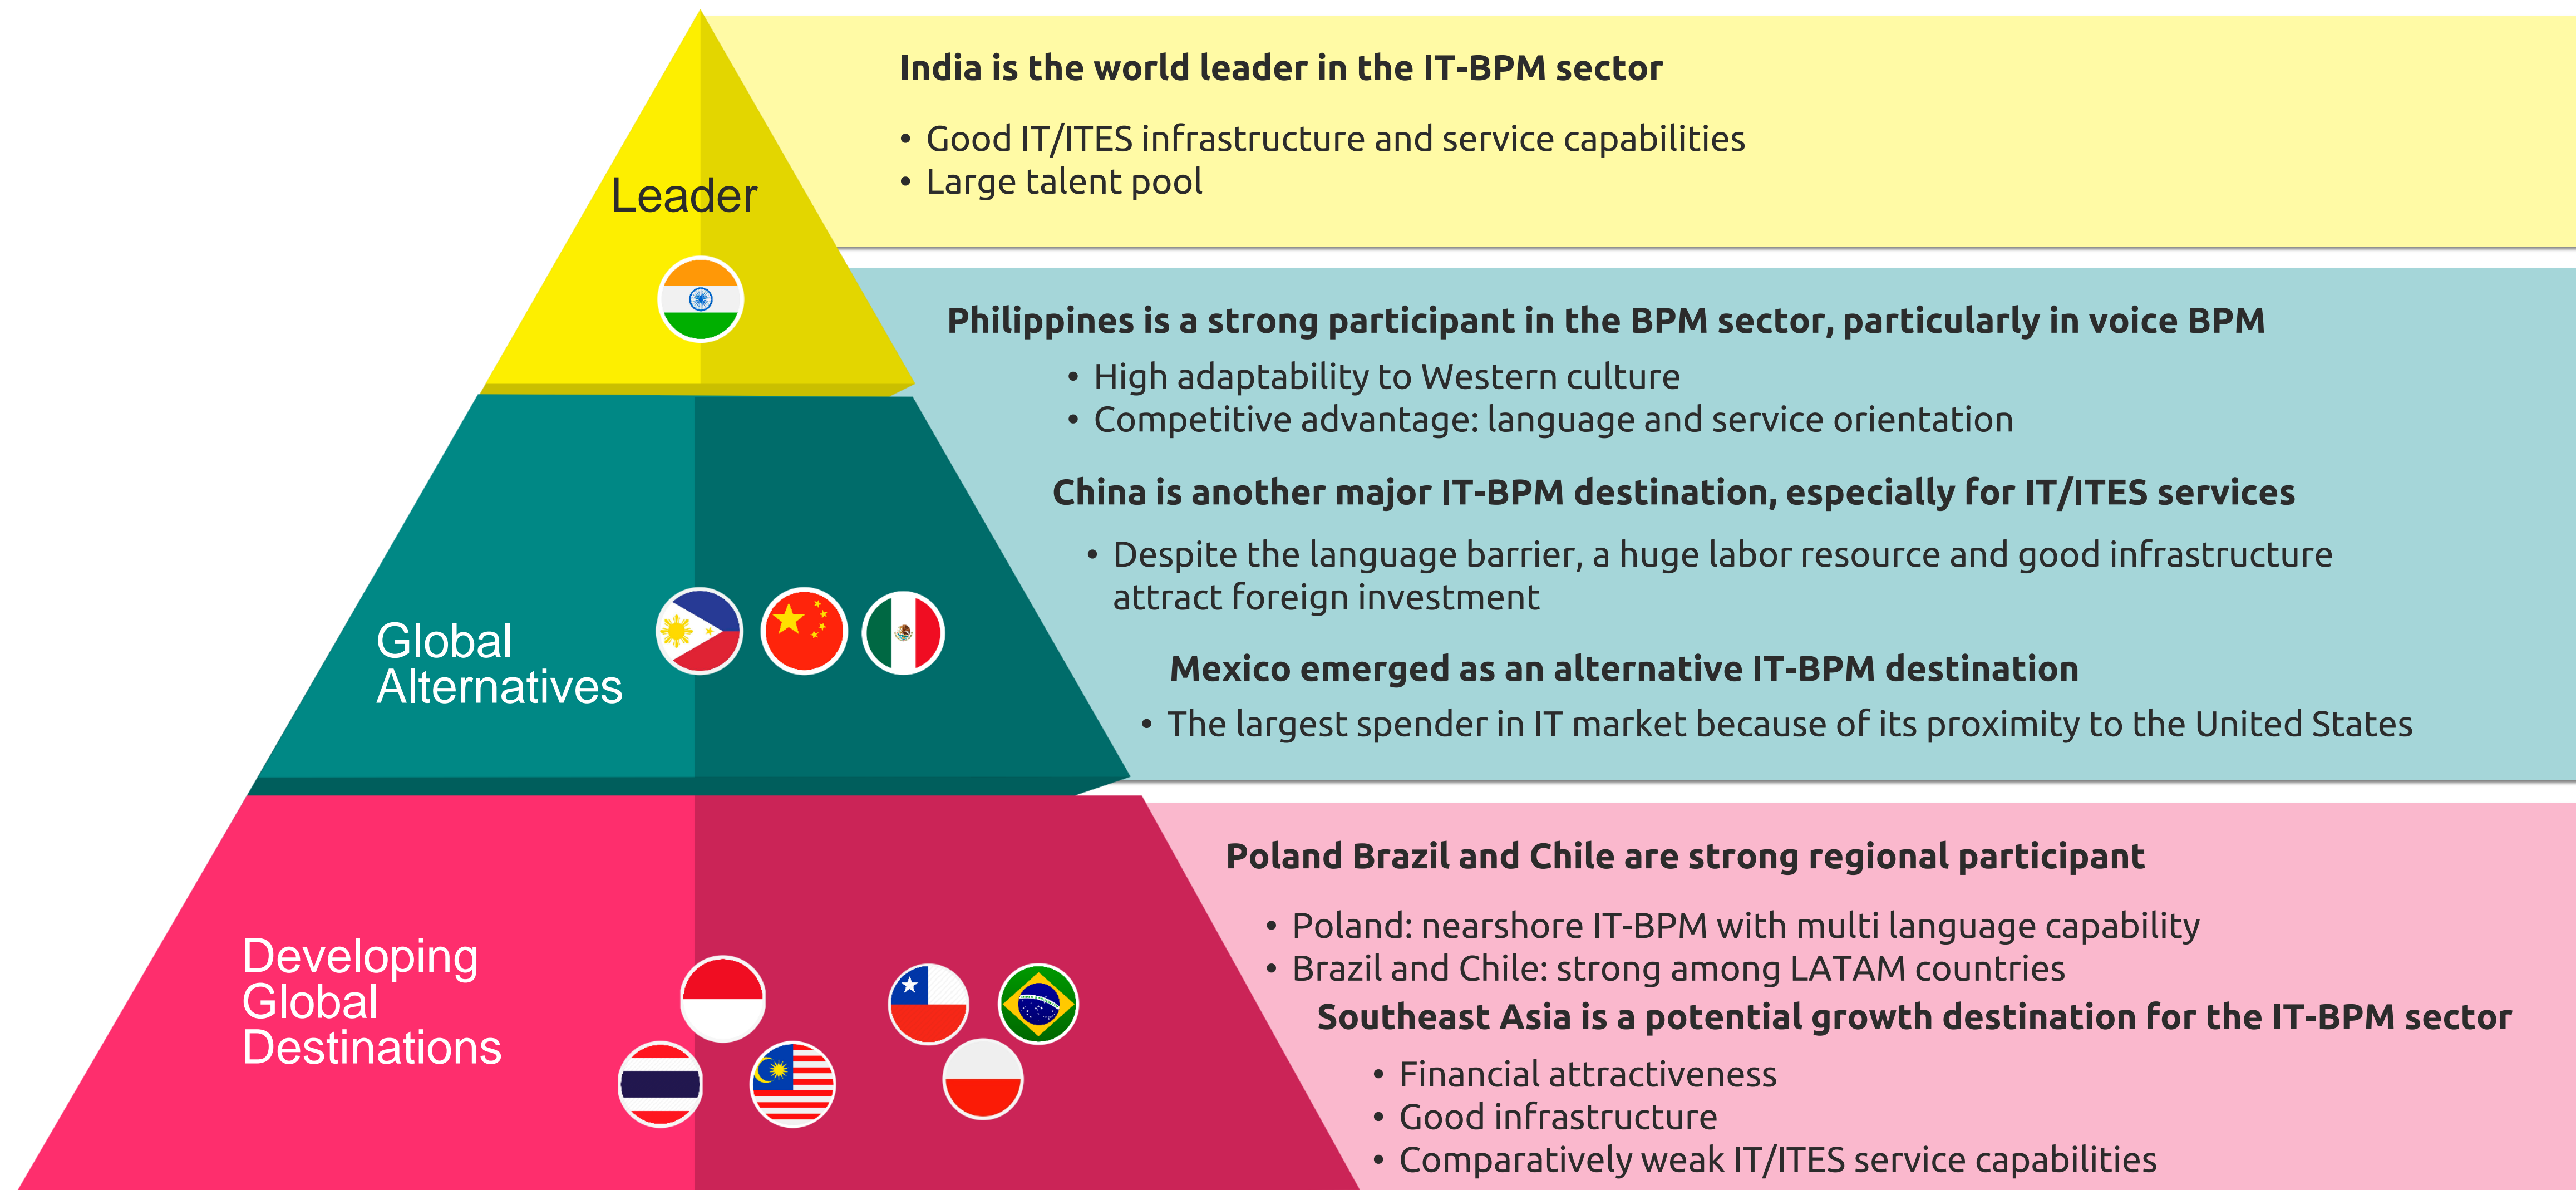 Leader
India is the world leader in the IT-BPM sector
• Good IT/ITES infrastructure and service capabilities
• Large talent pool
Global
Alternatives
Philippines is a strong participant in the BPM sector, particularly in voice BPM
• High adaptability to Western culture
• Competitive advantage: language and service orientation
China is another major IT-BPM destination, especially for IT/ITES services
• Despite the language barrier, a huge labor resource and good infrastructure
attract foreign investment
Mexico emerged as an alternative IT-BPM destination
• The largest spender in IT market because of its proximity to the United States
Developing
Global
Destinations
Poland Brazil and Chile are strong regional participant
• Poland: nearshore IT-BPM with multi language capability
• Brazil and Chile: strong among LATAM countries
Southeast Asia is a potential growth destination for the IT-BPM sector
• Financial attractiveness
• Good infrastructure
• Comparatively weak IT/ITES service capabilities